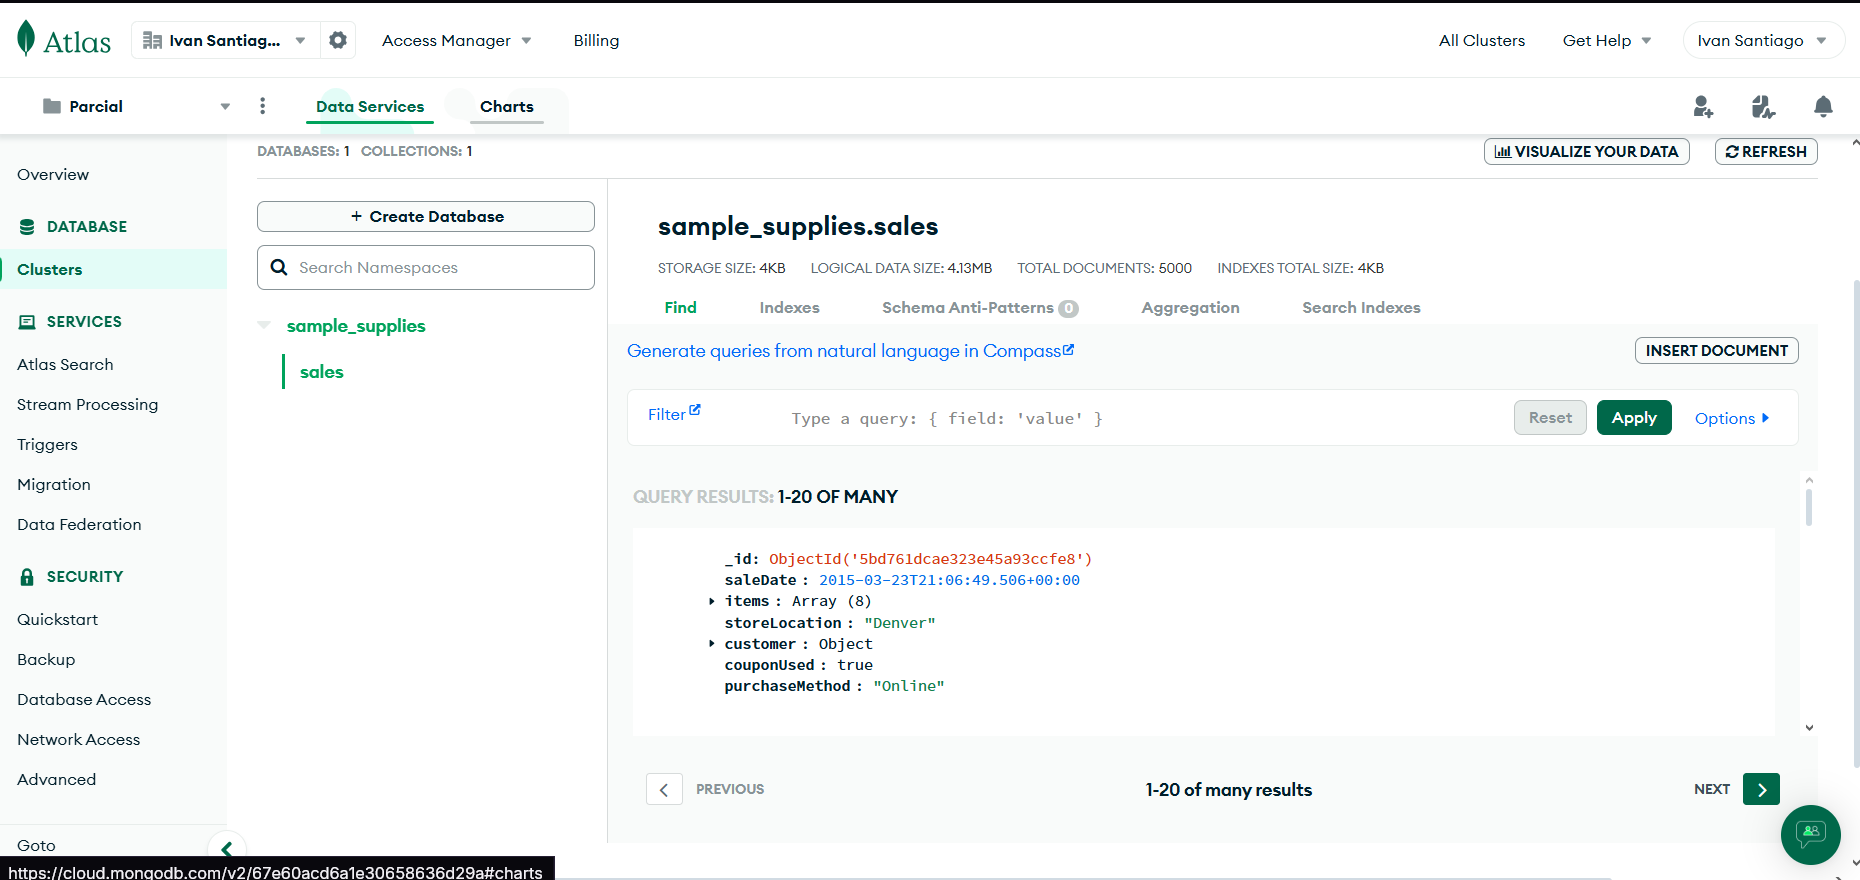 Atlas
Ivan Santiag...
Access Manager
Billing
All Clusters
Get Help
Ivan Santiago
Parcial
Data Services
Charts
DATABASES: 1 COLLECTIONS: 1
VISUALIZE YOUR DATA
REFRESH
Overview
DATABASE
Clusters
SERVICES
Atlas Search
Stream Processing
Triggers
Migration
Data Federation
SECURITY
Quickstart
Backup
Database Access
Network Access
Advanced
Goto
+ Create Database
Search Namespaces
sample_supplies
sales
sample_supplies.sales
STORAGE SIZE: 4KB LOGICAL DATA SIZE: 4.13MB TOTAL DOCUMENTS: 5000 INDEXES TOTAL SIZE: 4KB
Find Indexes Schema Anti-Patterns 0 Aggregation Search Indexes
Generate queries from natural language in Compass
INSERT DOCUMENT
Filter
Type a query: { field: 'value' }
Reset
Apply
Options
QUERY RESULTS: 1-20 OF MANY
_id: ObjectId('5bd761dcae323e45a93ccfe8')
saleDate : 2015-03-23T21:06:49.506+00:00
items : Array (8)
storeLocation : "Denver"
customer : Object
couponUsed : true
purchaseMethod : "Online"
PREVIOUS
1-20 of many results
NEXT
https://cloud.mongodb.com/v2/67e60acd6a1e30658636d29a#charts